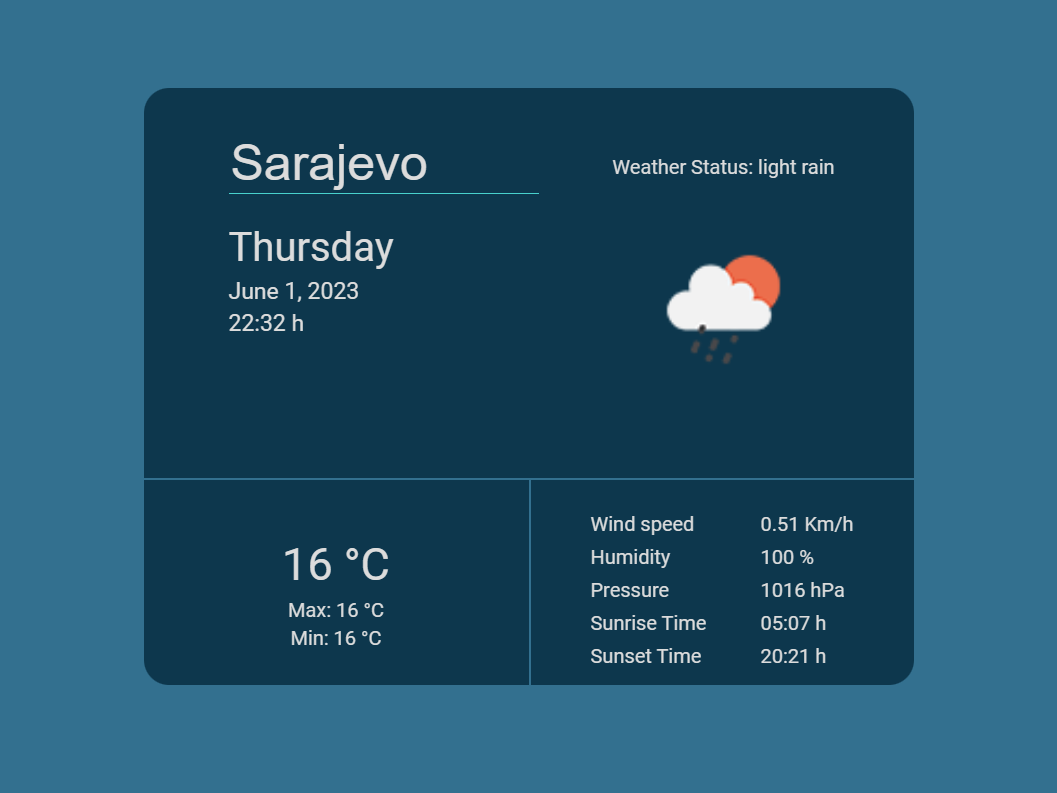 Sarajevo
Weather Status: light rain
Thursday
June 1, 2023
22:32 h
16 °C
Max: 16 °C
Min: 16 °C
Wind speed 0.51 Km/h
Humidity 100 %
Pressure 1016 hPa
Sunrise Time 05:07 h
Sunset Time 20:21 h